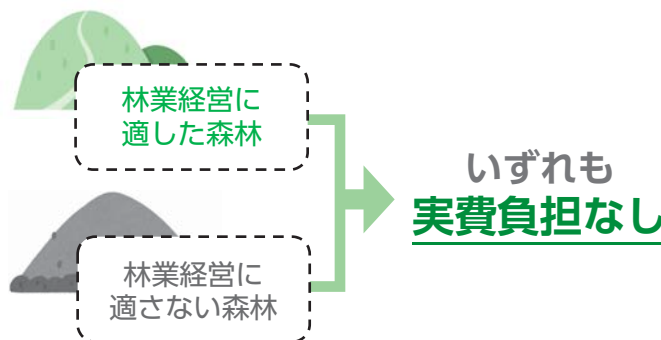 林業経営に
適した森林
いずれも
実費負担なし
林業経営に
適さない森林